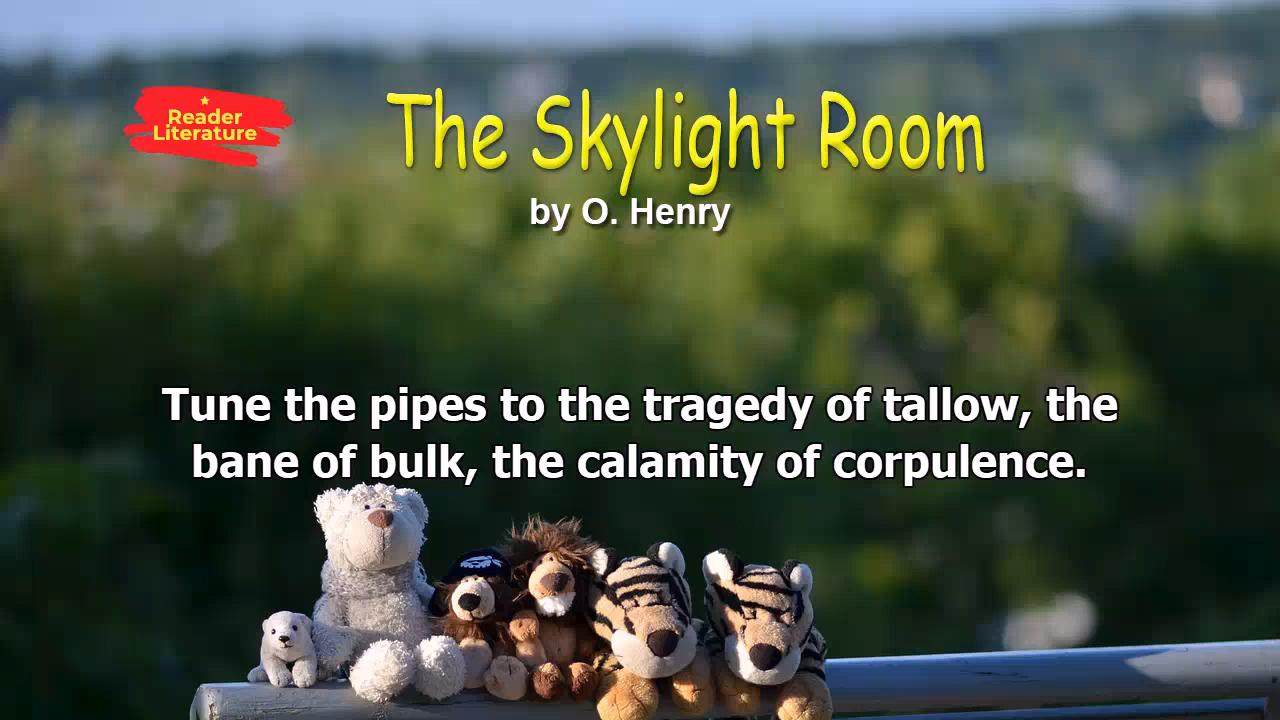 Reader
Literature
The Skylight Room
by O. Henry
Tune the pipes to the tragedy of tallow, the
bane of bulk, the calamity of corpulence.